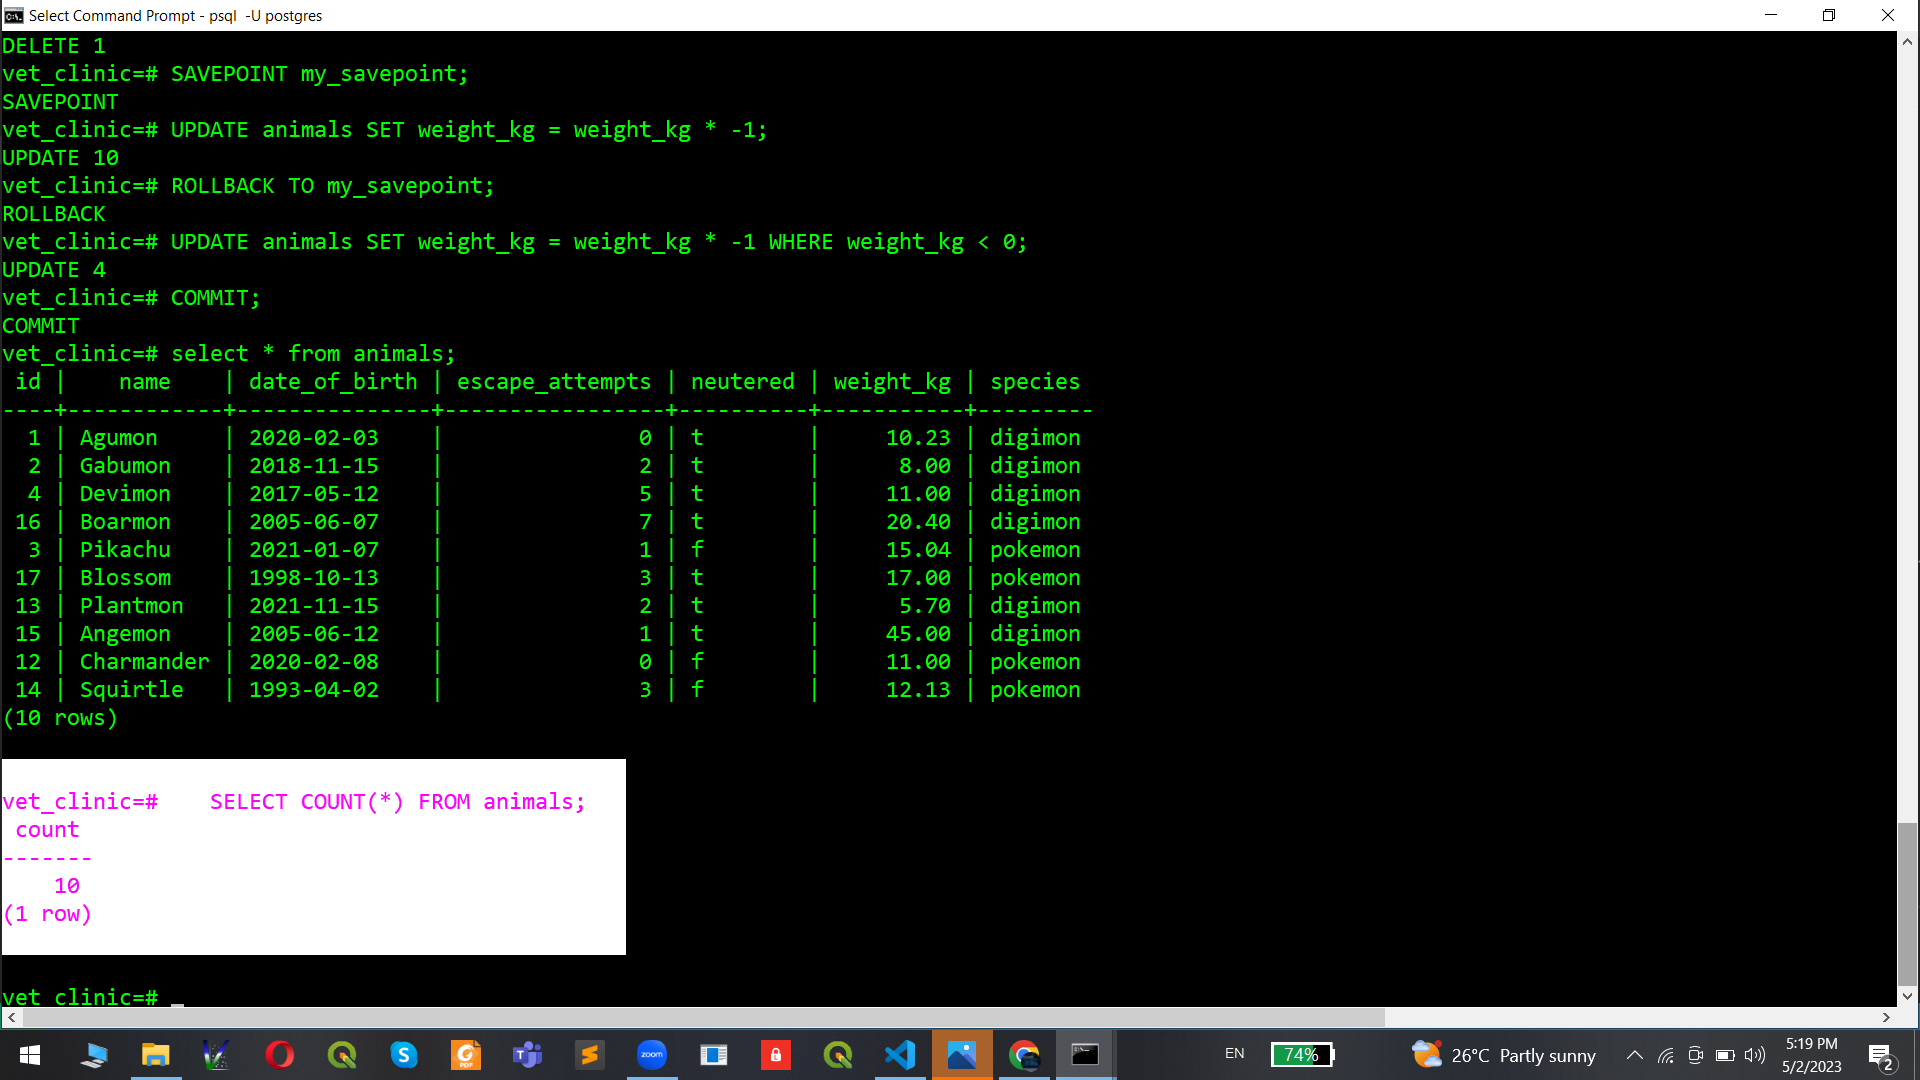 Select Command Prompt - psql  -U postgres
DELETE 1
vet_clinic=# SAVEPOINT my_savepoint;
SAVEPOINT
vet_clinic=# UPDATE animals SET weight_kg = weight_kg * -1;
UPDATE 10
vet_clinic=# ROLLBACK TO my_savepoint;
ROLLBACK
vet_clinic=# UPDATE animals SET weight_kg = weight_kg * -1 WHERE weight_kg < 0;
UPDATE 4
vet_clinic=# COMMIT;
COMMIT
vet_clinic=# select * from animals;
 id |    name    | date_of_birth | escape_attempts | neutered | weight_kg | species
----+------------+---------------+-----------------+----------+-----------+---------
  1 | Agumon     | 2020-02-03    |               0 | t        |     10.23 | digimon
  2 | Gabumon    | 2018-11-15    |               2 | t        |      8.00 | digimon
  4 | Devimon    | 2017-05-12    |               5 | t        |     11.00 | digimon
 16 | Boarmon    | 2005-06-07    |               7 | t        |     20.40 | digimon
  3 | Pikachu    | 2021-01-07    |               1 | f        |     15.04 | pokemon
 17 | Blossom    | 1998-10-13    |               3 | t        |     17.00 | pokemon
 13 | Plantmon   | 2021-11-15    |               2 | t        |      5.70 | digimon
 15 | Angemon    | 2005-06-12    |               1 | t        |     45.00 | digimon
 12 | Charmander | 2020-02-08    |               0 | f        |     11.00 | pokemon
 14 | Squirtle   | 1993-04-02    |               3 | f        |     12.13 | pokemon
(10 rows)
vet_clinic=#    SELECT COUNT(*) FROM animals;
 count
-------
    10
(1 row)
vet_clinic=#
zoom
EN
74%
26°C Partly sunny
5:19 PM
5/2/2023
2